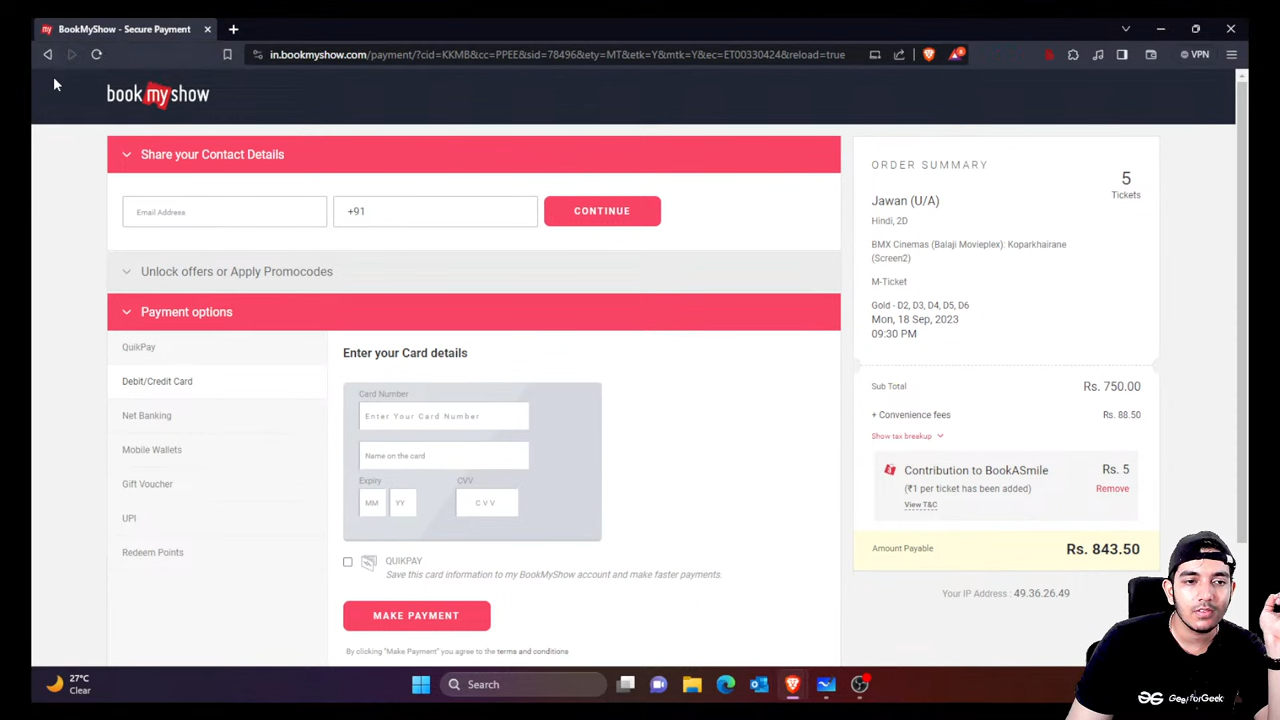 my BookMyShow - Secure Payment
in.bookmyshow.com/payment/?cid=KKMB&cc=PPEE&sid=78496&ety=MT&etk=Y&mtk=Y&ec=ET00330424&reload=true
VPN
book my show
Share your Contact Details
Email Address
+91
CONTINUE
Unlock offers or Apply Promocodes
Payment options
QuikPay
Debit/Credit Card
Net Banking
Mobile Wallets
Gift Voucher
UPI
Redeem Points
Enter your Card details
Card Number
Enter Your Card Number
Name on the card
Expiry
CVV
MM
YY
CVV
QUIKPAY
Save this card information to my BookMyShow account and make faster payments.
MAKE PAYMENT
By clicking "Make Payment" you agree to the terms and conditions
ORDER SUMMARY
5
Tickets
Jawan (U/A)
Hindi, 2D
BMX Cinemas (Balaji Movieplex): Koparkhairane
(Screen2)
M-Ticket
Gold - D2, D3, D4, D5, D6
Mon, 18 Sep, 2023
09:30 PM
Sub Total Rs. 750.00
+ Convenience fees Rs. 88.50
Show tax breakup
Contribution to BookASmile Rs. 5
(₹1 per ticket has been added) Remove
View T&C
Amount Payable Rs. 843.50
Your IP Address : 49.36.26.49
27°C
Clear
Search
GeeksforGeek